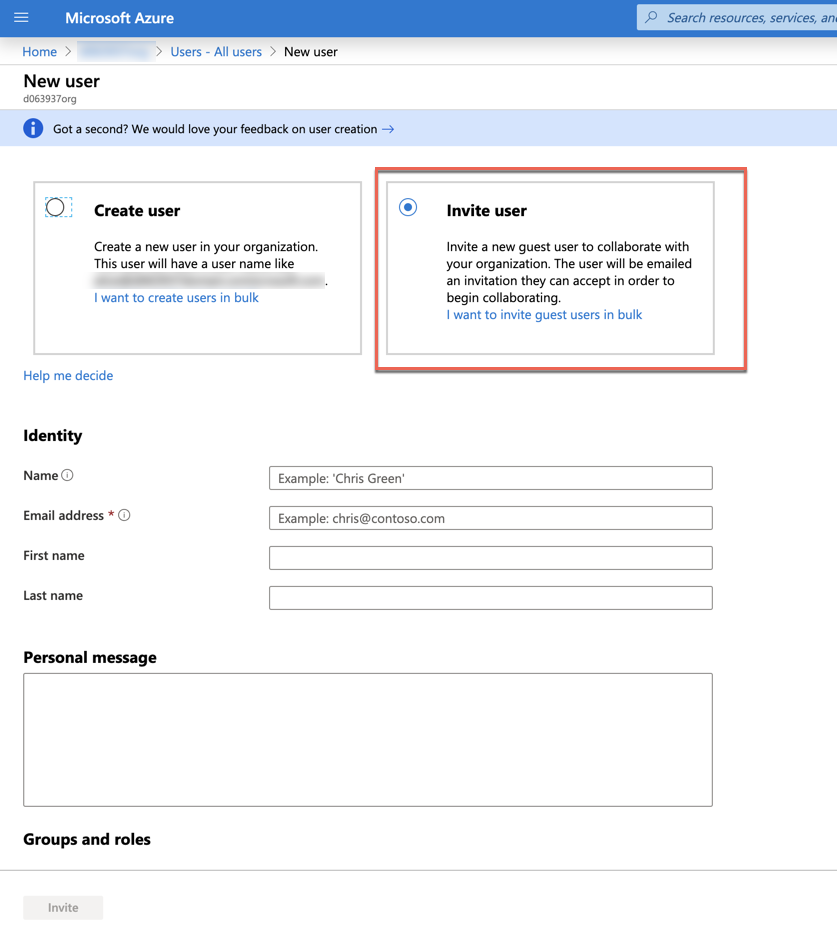 Microsoft Azure
Search resources, services, an
Home > > Users - All users > New user
New user
d063937org
Got a second? We would love your feedback on user creation →
Create user
Create a new user in your organization.
This user will have a user name like
.
I want to create users in bulk
Invite user
Invite a new guest user to collaborate with
your organization. The user will be emailed
an invitation they can accept in order to
begin collaborating.
I want to invite guest users in bulk
Help me decide
Identity
Name
Example: 'Chris Green'
Email address *
Example: chris@contoso.com
First name
Last name
Personal message
Groups and roles
Invite